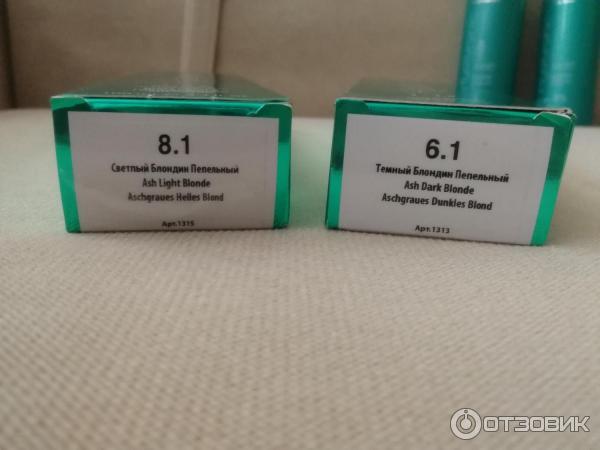 8.1
Светлый Блондин Пепельный
Ash Light Blonde
Aschgraues Helles Blond
Арт.1315
6.1
Темный Блондин Пепельный
Ash Dark Blonde
Aschgraues Dunkles Blond
Арт.1313
ОТЗОВИК